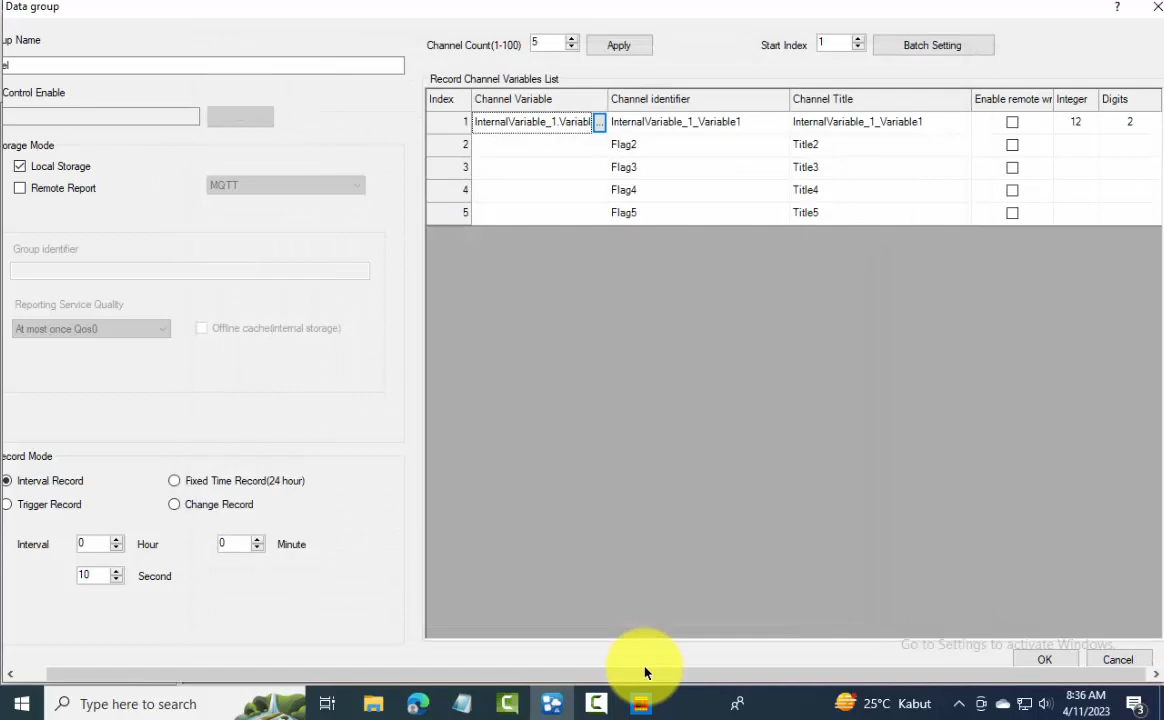 Data group
?
up Name
el
Control Enable
...
orage Mode
Local Storage
Remote Report
MQTT
Group identifier
Reporting Service Quality
At most once Qos0
Offline cache(internal storage)
ecord Mode
Interval Record
Fixed Time Record(24 hour)
Trigger Record
Change Record
Interval
0
Hour
0
Minute
10
Second
Channel Count(1-100)
5
Apply
Start Index
1
Batch Setting
Record Channel Variables List
Index Channel Variable Channel identifier Channel Title Enable remote wr Integer Digits
1 InternalVariable_1.Variabl ... InternalVariable_1_Variable1 InternalVariable_1_Variable1 12 2
2 Flag2 Title2
3 Flag3 Title3
4 Flag4 Title4
5 Flag5 Title5
Go to Settings to activate Windows.
OK
Cancel
Type here to search
25°C Kabut
8:36 AM
4/11/2023
3